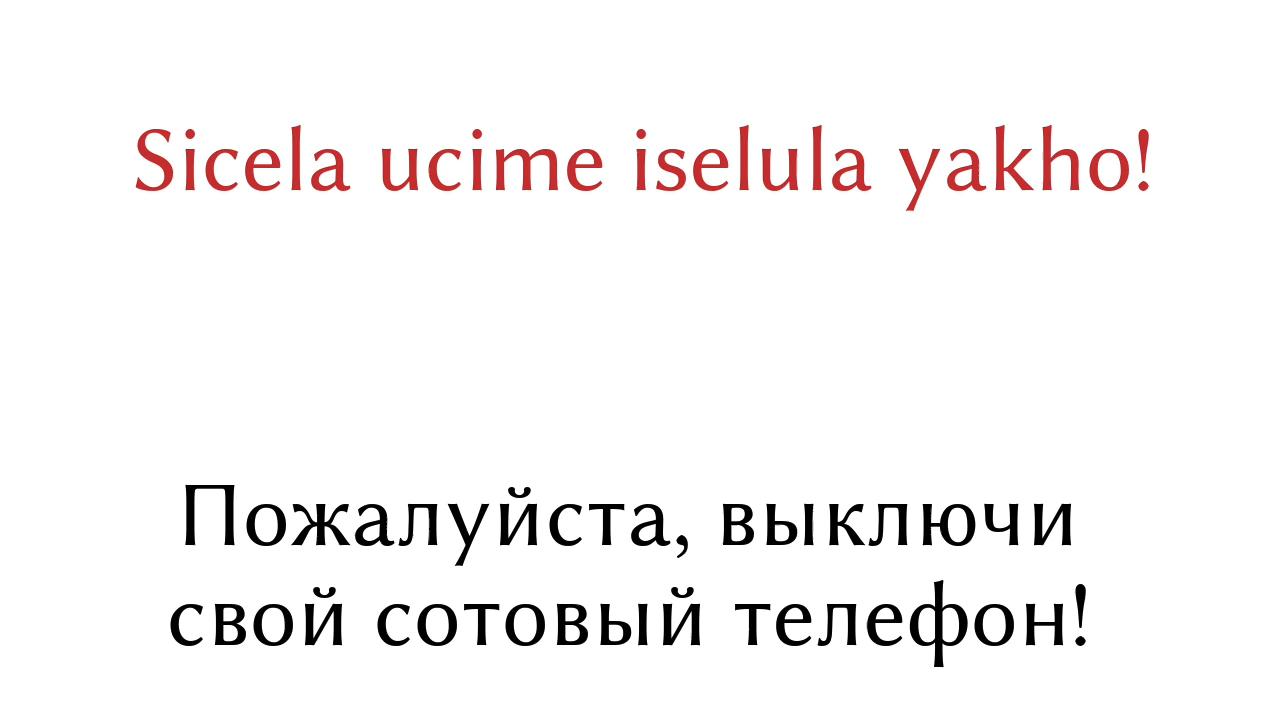 Sicela ucime iselula yakho!
Пожалуйста, выключи
свой сотовый телефон!